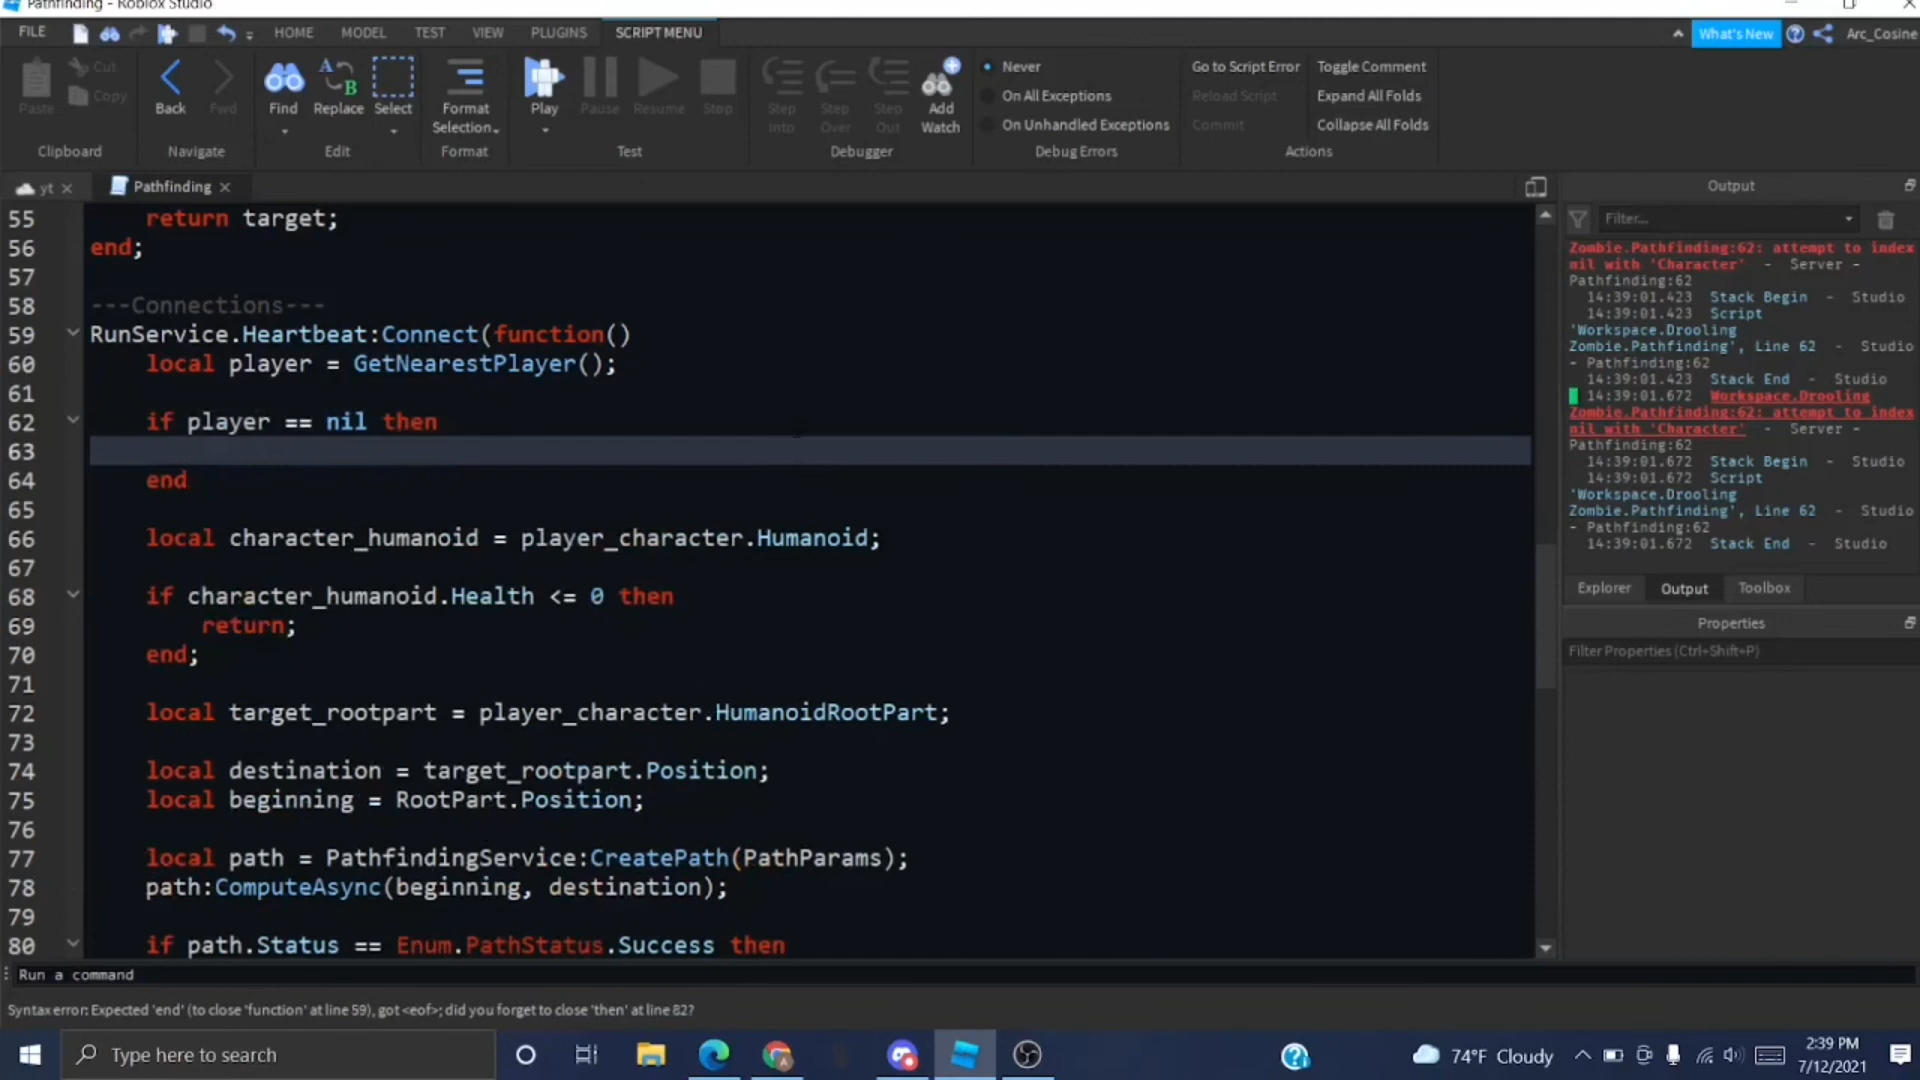 Pathfinding - Roblox Studio
FILE HOME MODEL TEST VIEW PLUGINS SCRIPT MENU What's New Arc_Cosine
Paste Cut Copy Clipboard
Back Fwd Navigate
Find Replace Select Edit
Format Selection Format
Play Pause Resume Stop Test
Step Into Step Over Step Out Add Watch Debugger
Never
On All Exceptions
On Unhandled Exceptions
Debug Errors
Go to Script Error Toggle Comment
Reload Script Expand All Folds
Commit Collapse All Folds
Actions
yt Pathfinding
55 return target;
56 end;
57
58 ---Connections---
59 RunService.Heartbeat:Connect(function()
60 local player = GetNearestPlayer();
61
62 if player == nil then
63
64 end
65
66 local character_humanoid = player_character.Humanoid;
67
68 if character_humanoid.Health <= 0 then
69 return;
70 end;
71
72 local target_rootpart = player_character.HumanoidRootPart;
73
74 local destination = target_rootpart.Position;
75 local beginning = RootPart.Position;
76
77 local path = PathfindingService:CreatePath(PathParams);
78 path:ComputeAsync(beginning, destination);
79
80 if path.Status == Enum.PathStatus.Success then
Output
Filter...
Zombie.Pathfinding:62: attempt to index
nil with 'Character' - Server -
Pathfinding:62
14:39:01.423 Stack Begin - Studio
14:39:01.423 Script
'Workspace.Drooling
Zombie.Pathfinding', Line 62 - Studio
- Pathfinding:62
14:39:01.423 Stack End - Studio
14:39:01.672 Workspace.Drooling
Zombie.Pathfinding:62: attempt to index
nil with 'Character' - Server -
Pathfinding:62
14:39:01.672 Stack Begin - Studio
14:39:01.672 Script
'Workspace.Drooling
Zombie.Pathfinding', Line 62 - Studio
- Pathfinding:62
14:39:01.672 Stack End - Studio
Explorer Output Toolbox
Properties
Filter Properties (Ctrl+Shift+P)
Run a command
Syntax error: Expected 'end' (to close 'function' at line 59), got <eof>; did you forget to close 'then' at line 82?
Type here to search
74°F Cloudy
2:39 PM
7/12/2021